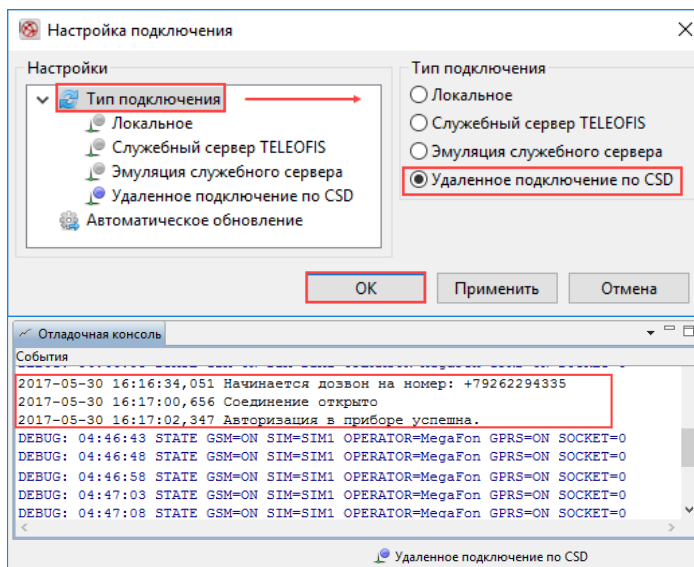 Настройка подключения
Настройки
Тип подключения
Локальное
Служебный сервер TELEOFIS
Эмуляция служебного сервера
Удаленное подключение по CSD
Автоматическое обновление
Тип подключения
Локальное
Служебный сервер TELEOFIS
Эмуляция служебного сервера
Удаленное подключение по CSD
OK
Применить
Отмена
Отладочная консоль
События
2017-05-30 16:16:34,051 Начинается дозвон на номер: +79262294335
2017-05-30 16:17:00,656 Соединение открыто
2017-05-30 16:17:02,347 Авторизация в приборе успешна.
DEBUG: 04:46:43 STATE GSM=ON SIM=SIM1 OPERATOR=MegaFon GPRS=ON SOCKET=0
DEBUG: 04:46:48 STATE GSM=ON SIM=SIM1 OPERATOR=MegaFon GPRS=ON SOCKET=0
DEBUG: 04:46:58 STATE GSM=ON SIM=SIM1 OPERATOR=MegaFon GPRS=ON SOCKET=0
DEBUG: 04:47:03 STATE GSM=ON SIM=SIM1 OPERATOR=MegaFon GPRS=ON SOCKET=0
DEBUG: 04:47:08 STATE GSM=ON SIM=SIM1 OPERATOR=MegaFon GPRS=ON SOCKET=0
Удаленное подключение по CSD